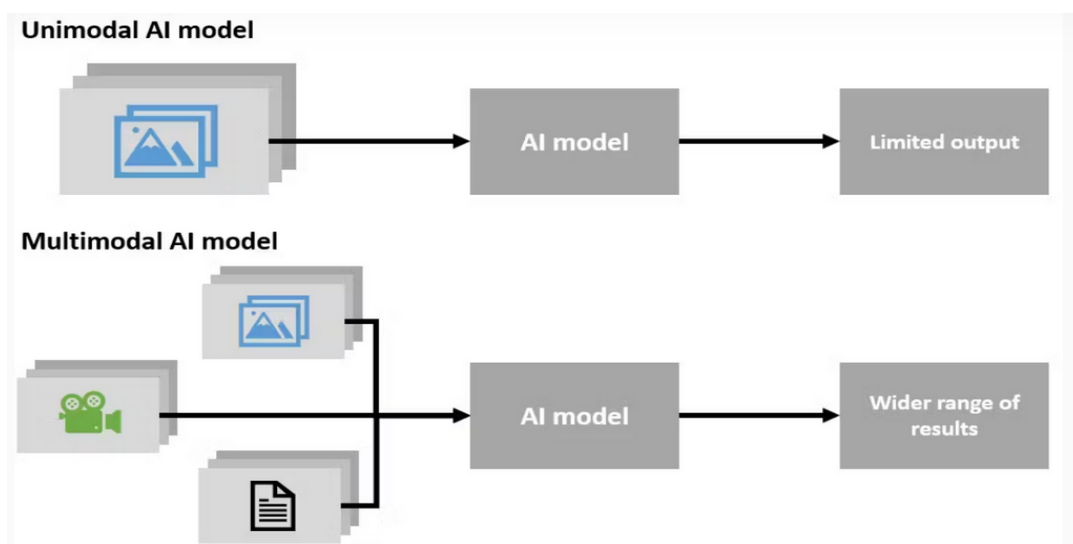 Unimodal AI model
AI model
Limited output
Multimodal AI model
AI model
Wider range of
results